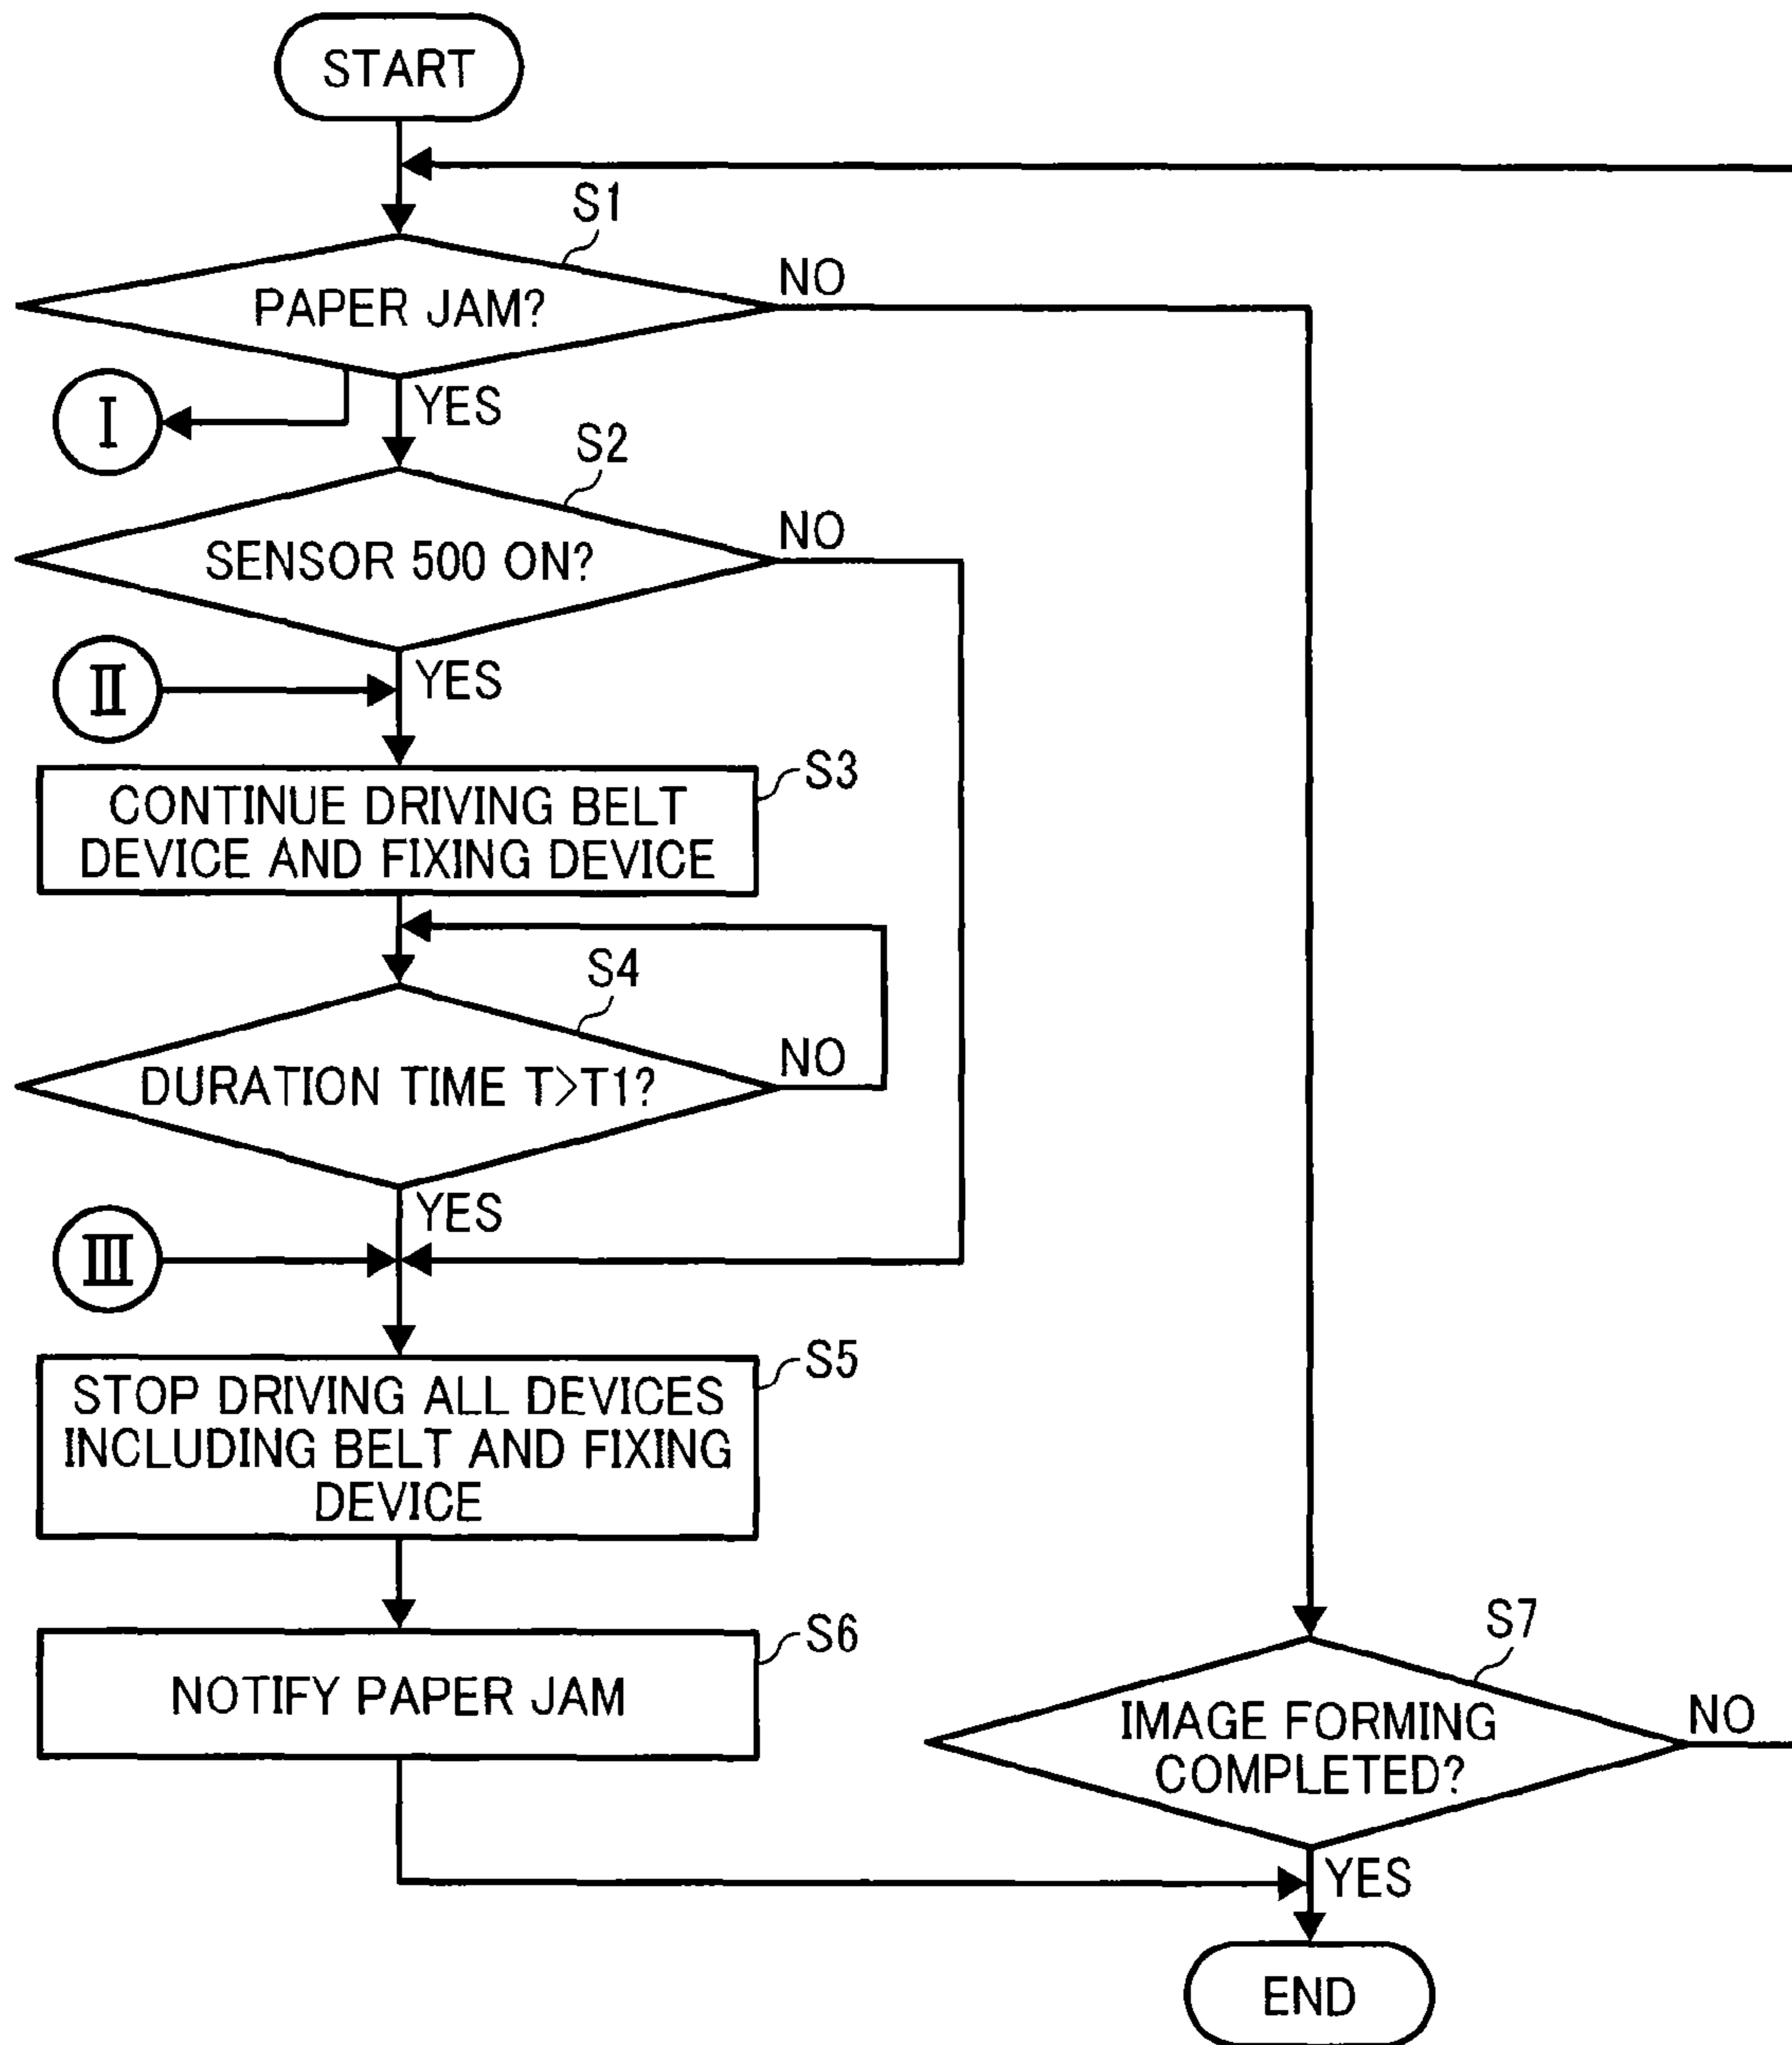 START
S1
PAPER JAM?
NO
I
YES
S2
SENSOR 500 ON?
NO
II
YES
S3
CONTINUE DRIVING BELT
DEVICE AND FIXING DEVICE
S4
DURATION TIME T>T1?
NO
YES
III
S5
STOP DRIVING ALL DEVICES
INCLUDING BELT AND FIXING
DEVICE
S6
NOTIFY PAPER JAM
S7
IMAGE FORMING
COMPLETED?
NO
YES
END